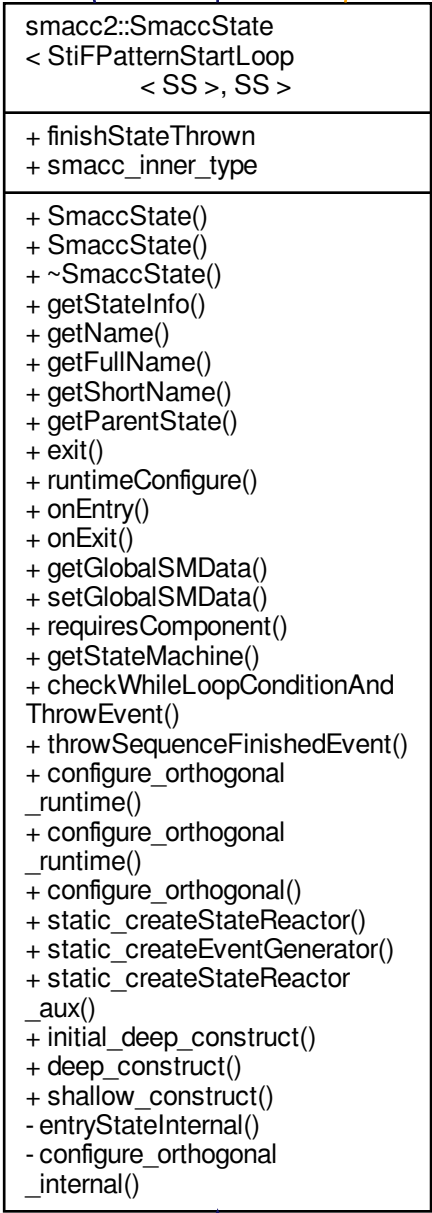 smacc2::SmaccState
< StiFPatternStartLoop
< SS >, SS >
+ finishStateThrown
+ smacc_inner_type
+ SmaccState()
+ SmaccState()
+ ~SmaccState()
+ getStateInfo()
+ getName()
+ getFullName()
+ getShortName()
+ getParentState()
+ exit()
+ runtimeConfigure()
+ onEntry()
+ onExit()
+ getGlobalSMData()
+ setGlobalSMData()
+ requiresComponent()
+ getStateMachine()
+ checkWhileLoopConditionAnd
ThrowEvent()
+ throwSequenceFinishedEvent()
+ configure_orthogonal
_runtime()
+ configure_orthogonal
_runtime()
+ configure_orthogonal()
+ static_createStateReactor()
+ static_createEventGenerator()
+ static_createStateReactor
_aux()
+ initial_deep_construct()
+ deep_construct()
+ shallow_construct()
- entryStateInternal()
- configure_orthogonal
_internal()